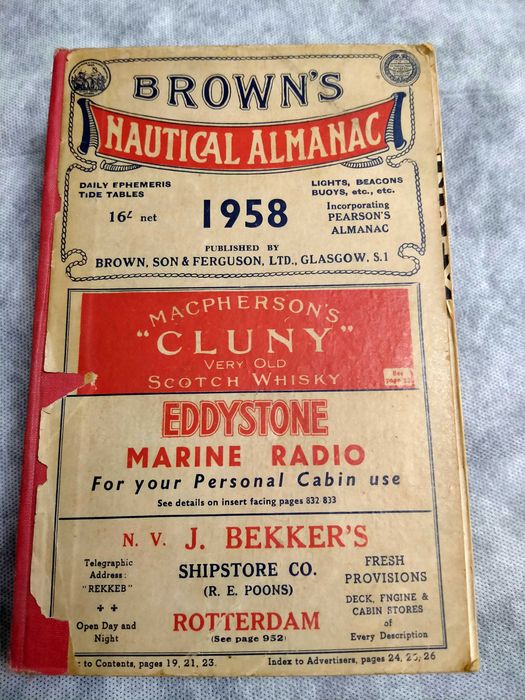 BROWN'S
NAUTICAL ALMANAC
DAILY EPHEMERIS
TIDE TABLES
16/- net
1958
LIGHTS, BEACONS
BUOYS, etc., etc.
Incorporating
PEARSON'S
ALMANAC
PUBLISHED BY
BROWN, SON & FERGUSON, LTD., GLASGOW, S.1
MACPHERSON'S
"CLUNY"
VERY OLD
SCOTCH WHISKY
See
page
EDDYSTONE
MARINE RADIO
For your Personal Cabin use
See details on insert facing pages 832 833
N. V. J. BEKKER'S
Telegraphic
Address:
"REKKEB"
Open Day and
Night
SHIPSTORE CO.
(R. E. POONS)
ROTTERDAM
(See page 952)
FRESH
PROVISIONS
DECK, ENGINE &
CABIN STORES
of
Every Description
to Contents, pages 19, 21, 23.
Index to Advertisers, pages 24, 25, 26